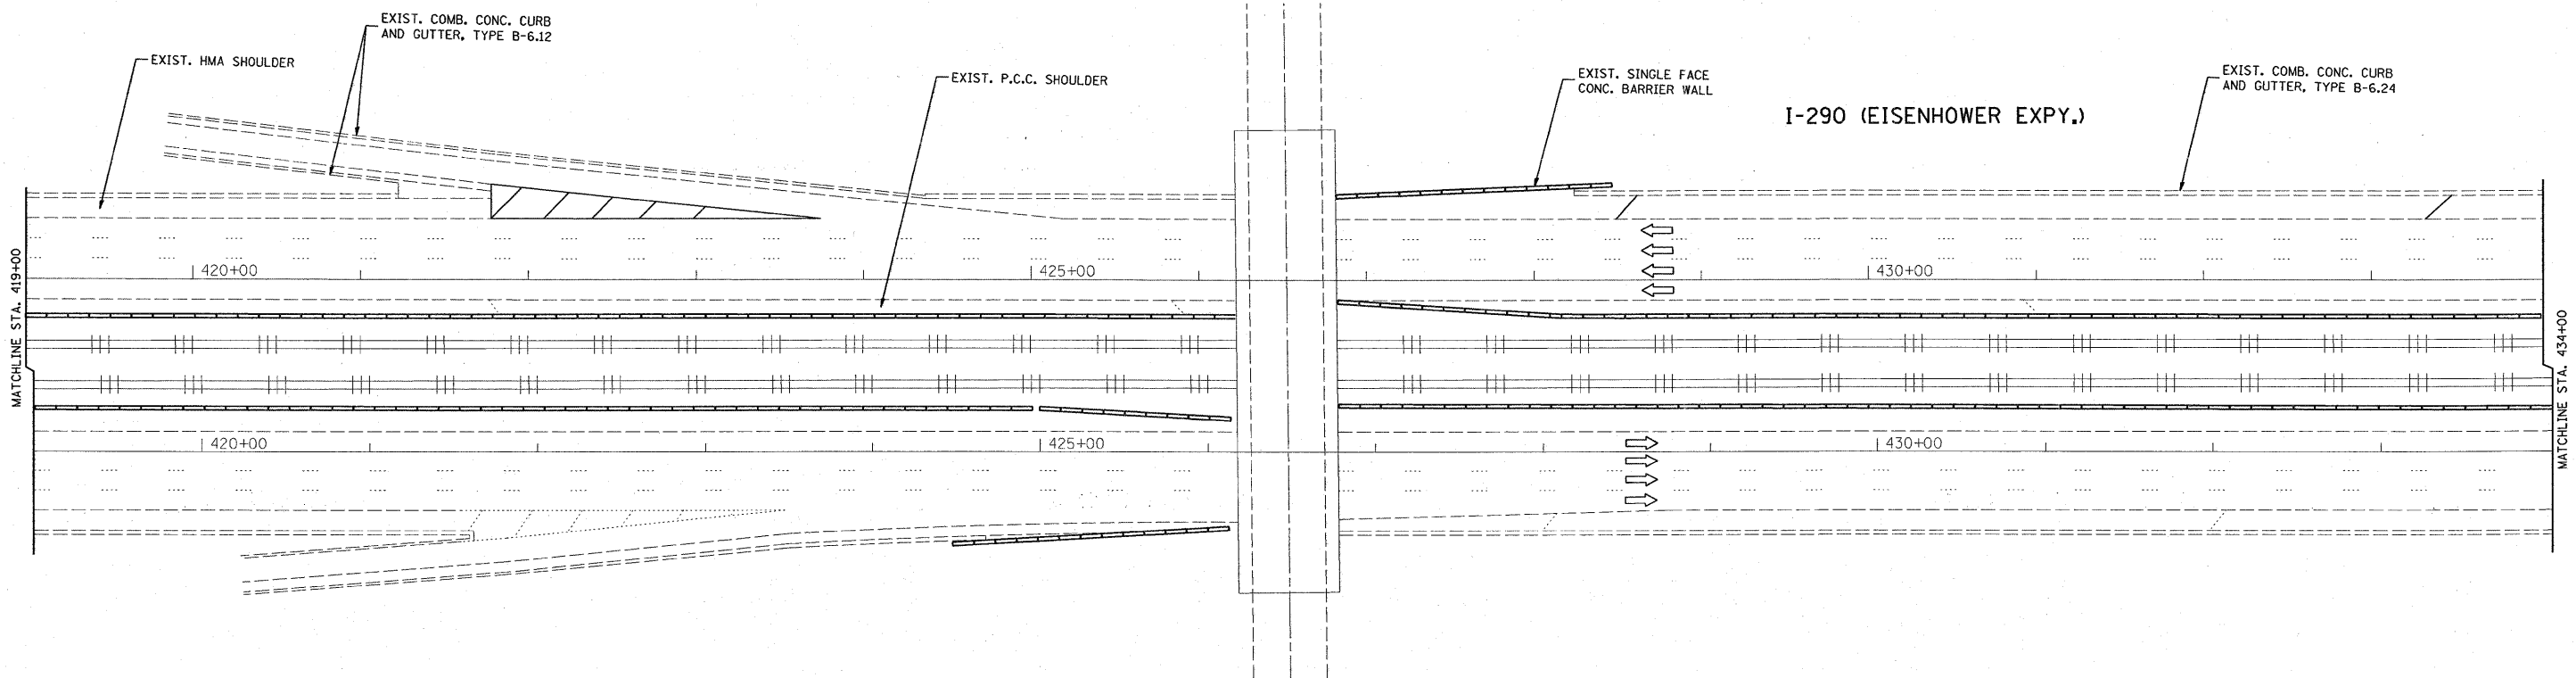 EXIST. COMB. CONC. CURB
AND GUTTER, TYPE B-6.12
EXIST. HMA SHOULDER
EXIST. P.C.C. SHOULDER
EXIST. SINGLE FACE
CONC. BARRIER WALL
EXIST. COMB. CONC. CURB
AND GUTTER, TYPE B-6.24
I-290 (EISENHOWER EXPY.)
420+00
425+00
430+00
MATCHLINE STA. 419+00
MATCHLINE STA. 434+00
420+00
425+00
430+00